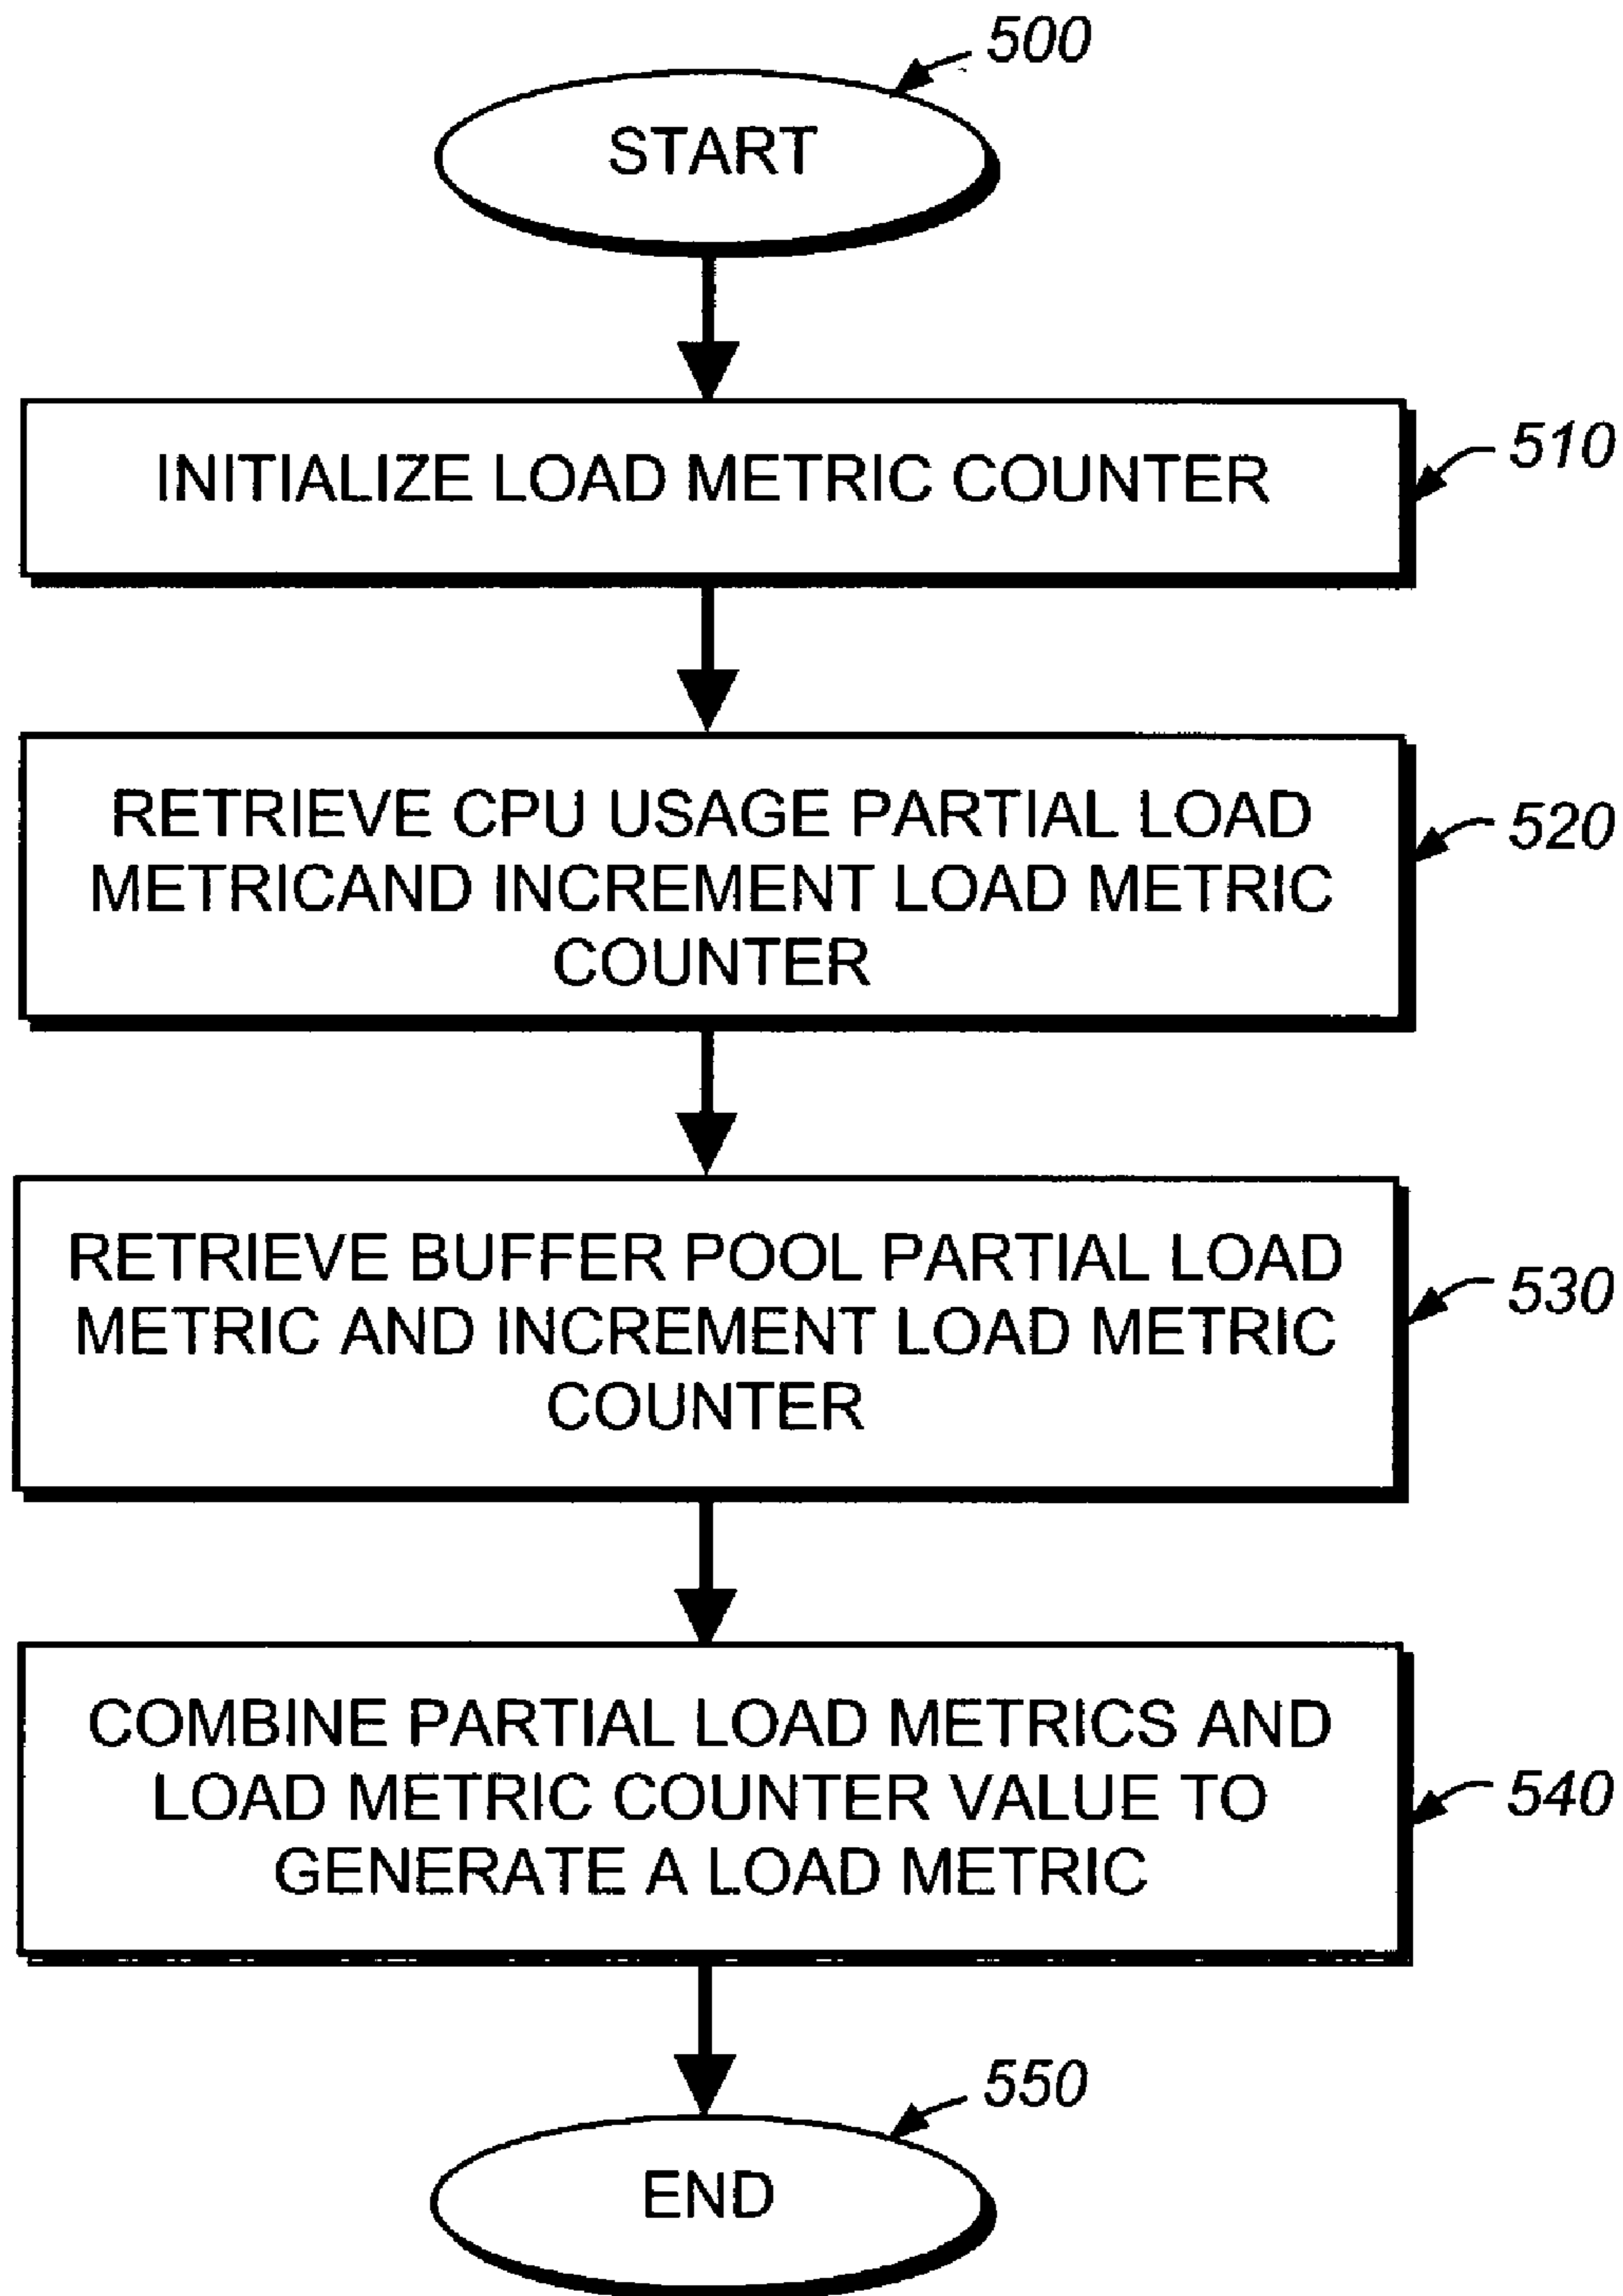 500
START
INITIALIZE LOAD METRIC COUNTER
510
RETRIEVE CPU USAGE PARTIAL LOAD
METRICAND INCREMENT LOAD METRIC
COUNTER
520
RETRIEVE BUFFER POOL PARTIAL LOAD
METRIC AND INCREMENT LOAD METRIC
COUNTER
530
COMBINE PARTIAL LOAD METRICS AND
LOAD METRIC COUNTER VALUE TO
GENERATE A LOAD METRIC
540
550
END